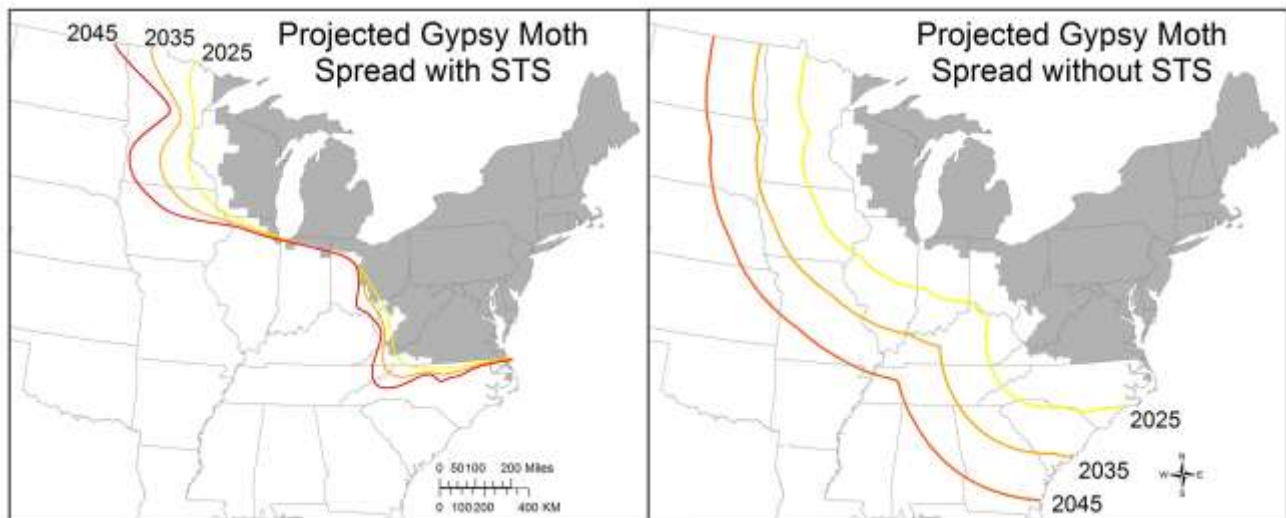 Projected Gypsy Moth
Spread with STS
2045
2035
2025
0 50 100 200 Miles
0 100 200 400 KM
Projected Gypsy Moth
Spread without STS
2025
2035
2045
N
W E
S